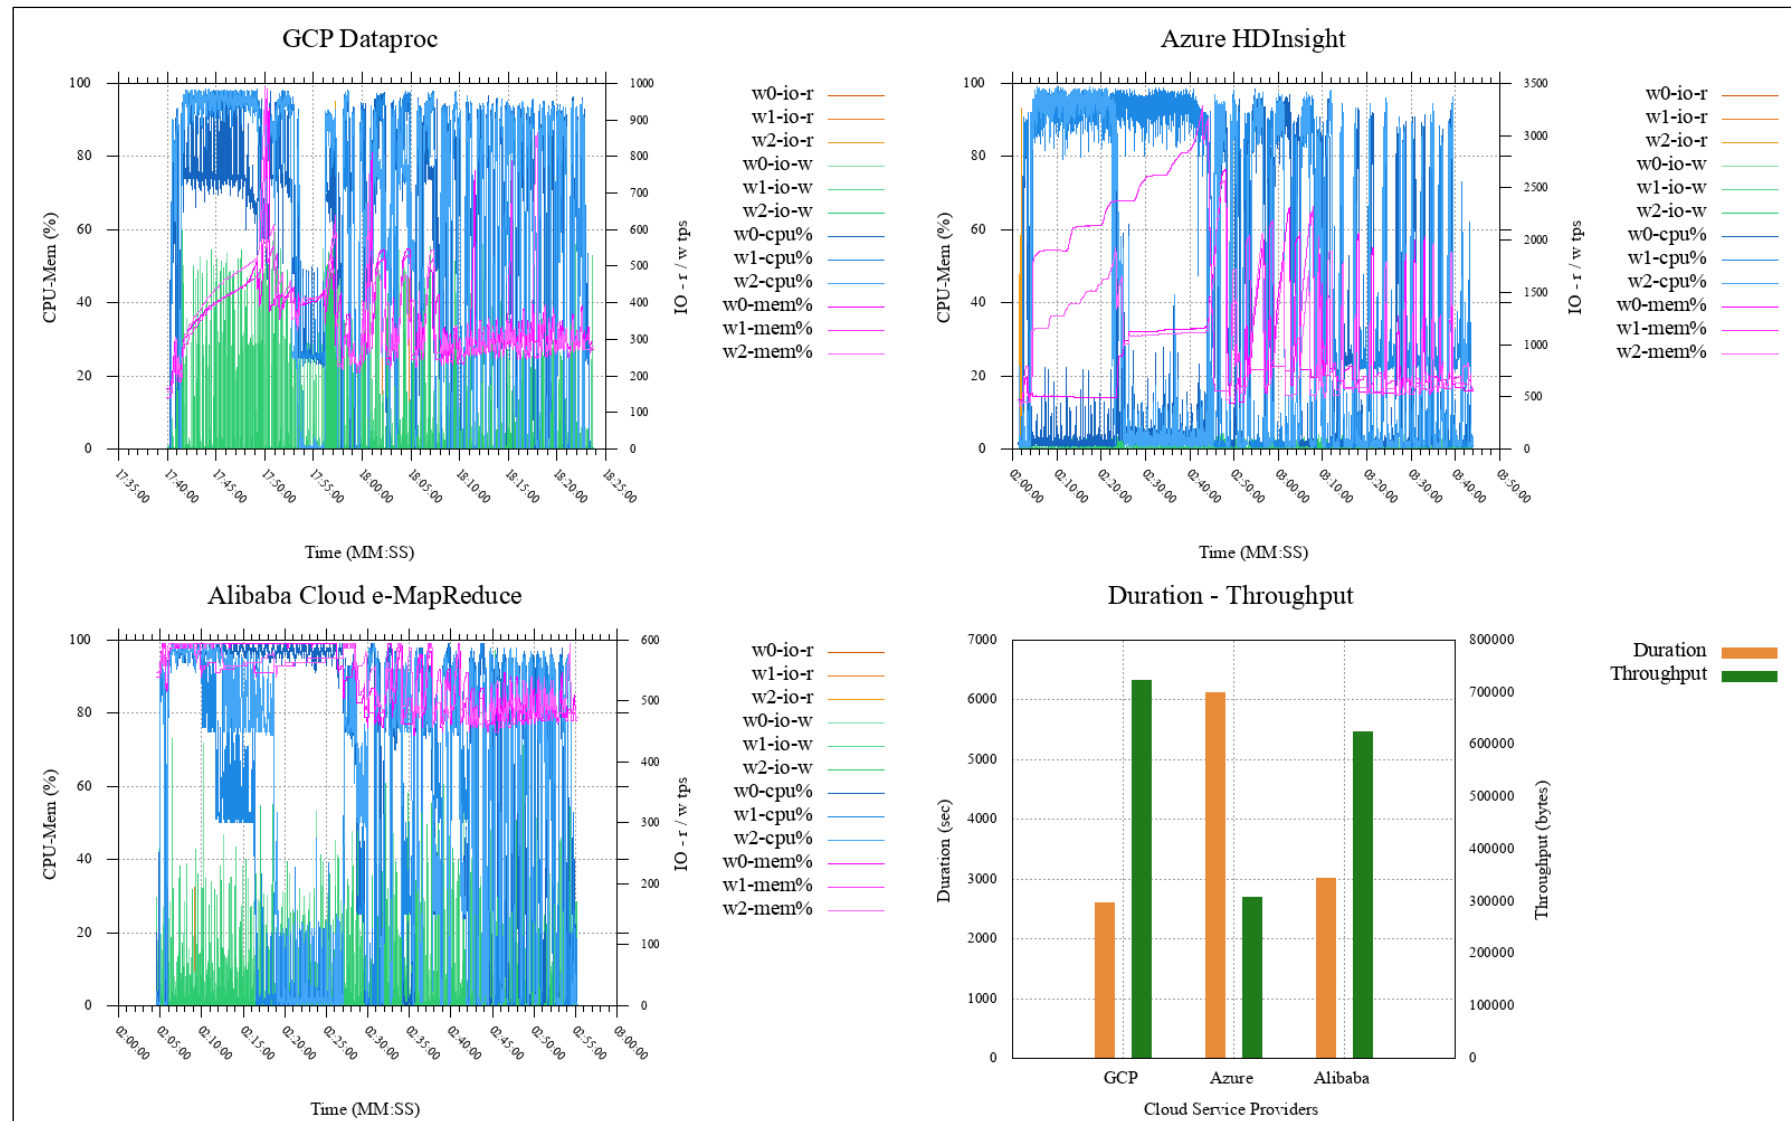 GCP Dataproc
CPU-Mem (%)
100
80
60
40
20
0
1000
900
800
700
600
500
400
300
200
100
0
IO - r / w tps
17:35:00
17:40:00
17:45:00
17:50:00
17:55:00
18:00:00
18:05:00
18:10:00
18:15:00
18:20:00
18:25:00
Time (MM:SS)
w0-io-r
w1-io-r
w2-io-r
w0-io-w
w1-io-w
w2-io-w
w0-cpu%
w1-cpu%
w2-cpu%
w0-mem%
w1-mem%
w2-mem%
Azure HDInsight
CPU-Mem (%)
100
80
60
40
20
0
3500
3000
2500
2000
1500
1000
500
0
IO - r / w tps
02:00:00
02:10:00
02:20:00
02:30:00
02:40:00
02:50:00
08:00:00
08:10:00
08:20:00
08:30:00
08:40:00
08:50:00
Time (MM:SS)
w0-io-r
w1-io-r
w2-io-r
w0-io-w
w1-io-w
w2-io-w
w0-cpu%
w1-cpu%
w2-cpu%
w0-mem%
w1-mem%
w2-mem%
Alibaba Cloud e-MapReduce
CPU-Mem (%)
100
80
60
40
20
0
600
500
400
300
200
100
0
IO - r / w tps
02:00:00
02:05:00
02:10:00
02:15:00
02:20:00
02:25:00
02:30:00
02:35:00
02:40:00
02:45:00
02:50:00
02:55:00
08:00:00
Time (MM:SS)
w0-io-r
w1-io-r
w2-io-r
w0-io-w
w1-io-w
w2-io-w
w0-cpu%
w1-cpu%
w2-cpu%
w0-mem%
w1-mem%
w2-mem%
Duration - Throughput
Duration (sec)
7000
6000
5000
4000
3000
2000
1000
0
800000
700000
600000
500000
400000
300000
200000
100000
0
Throughput (bytes)
GCP
Azure
Alibaba
Cloud Service Providers
Duration
Throughput